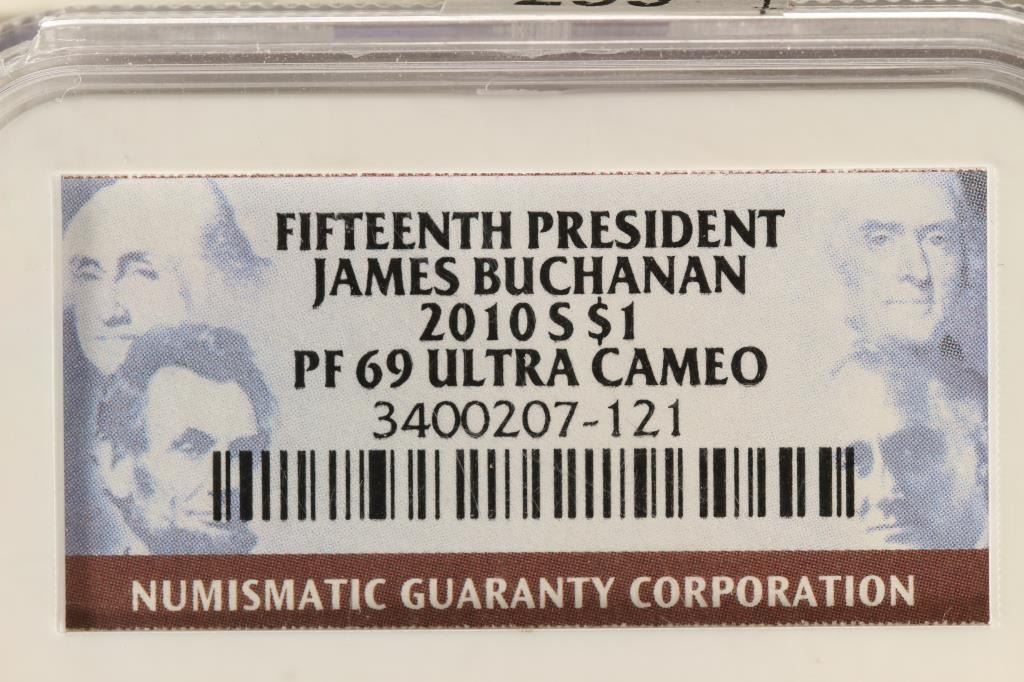 FIFTEENTH PRESIDENT
JAMES BUCHANAN
2010 S $1
PF 69 ULTRA CAMEO
3400207-121
NUMISMATIC GUARANTY CORPORATION